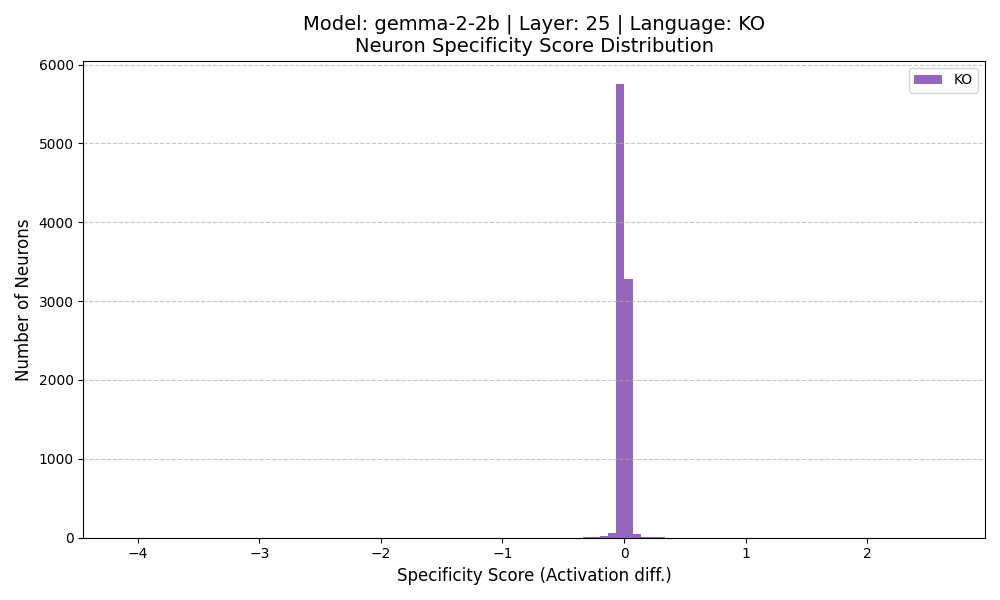 Model: gemma-2-2b | Layer: 25 | Language: KO
Neuron Specificity Score Distribution
KO
6000
5000
4000
3000
2000
1000
0
Number of Neurons
−4 −3 −2 −1 0 1 2
Specificity Score (Activation diff.)